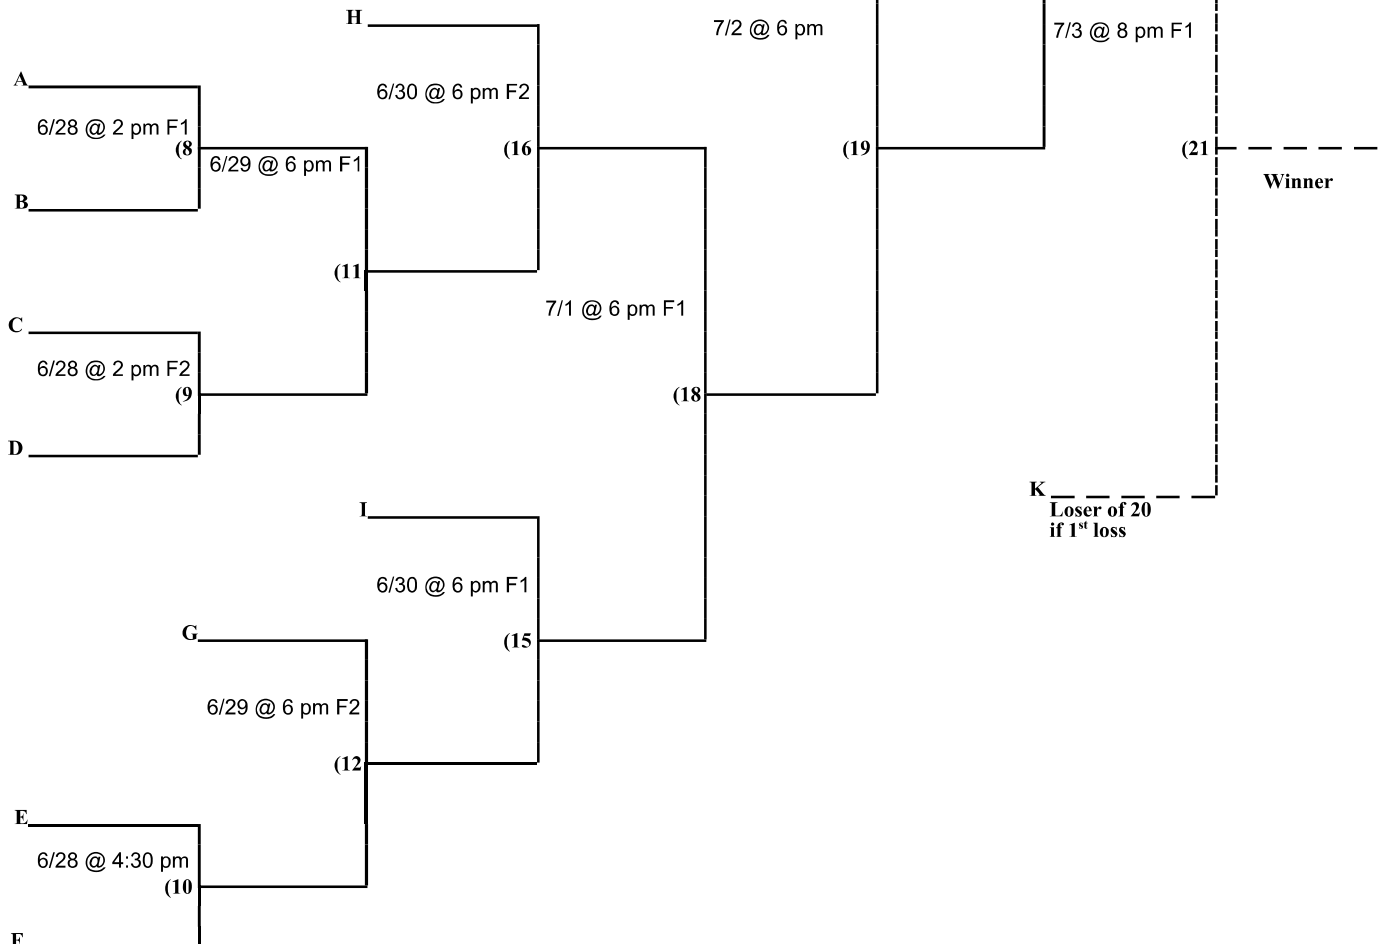 H
7/2 @ 6 pm
7/3 @ 8 pm F1
A
6/30 @ 6 pm F2
6/28 @ 2 pm F1
(8
(16
(19
(21
6/29 @ 6 pm F1
Winner
B
(11
7/1 @ 6 pm F1
C
6/28 @ 2 pm F2
(9
(18
D
K
I
Loser of 20
if 1st loss
6/30 @ 6 pm F1
G
(15
6/29 @ 6 pm F2
(12
E
6/28 @ 4:30 pm
(10